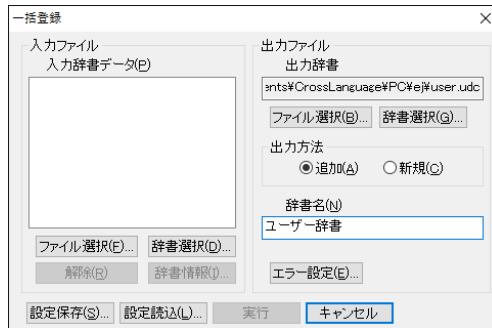 一括登録
入力ファイル
入力辞書データ(P)
ファイル選択(F)...
辞書選択(D)...
解除(R)
辞書情報(I)...
出力ファイル
出力辞書
ents¥CrossLanguage¥PC¥ej¥user.udc
ファイル選択(B)...
辞書選択(G)...
出力方法
追加(A)
新規(C)
辞書名(N)
ユーザー辞書
エラー設定(E)...
設定保存(S)...
設定読込(L)...
実行
キャンセル